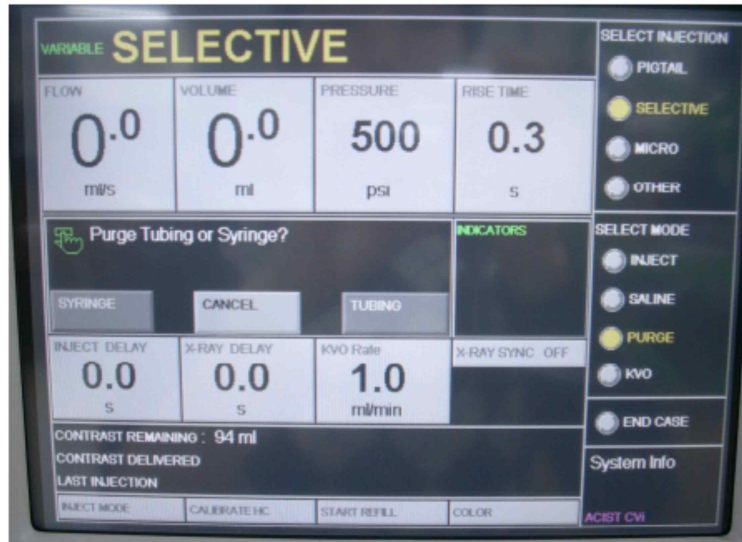 VARIABLE SELECTIVE
FLOW VOLUME PRESSURE RISE TIME
0.0 0.0 500 0.3
ml/s ml psi s
Purge Tubing or Syringe?
INDICATORS
SYRINGE CANCEL TUBING
INJECT DELAY X-RAY DELAY KVO Rate X-RAY SYNC OFF
0.0 0.0 1.0
s s ml/min
CONTRAST REMAINING : 94 ml
CONTRAST DELIVERED
LAST INJECTION
INJECT MODE CALIBRATE HC START REFILL COLOR
SELECT INJECTION
PIGTAIL
SELECTIVE
MICRO
OTHER
SELECT MODE
INJECT
SALINE
PURGE
KVO
END CASE
System Info
ACIST CVi